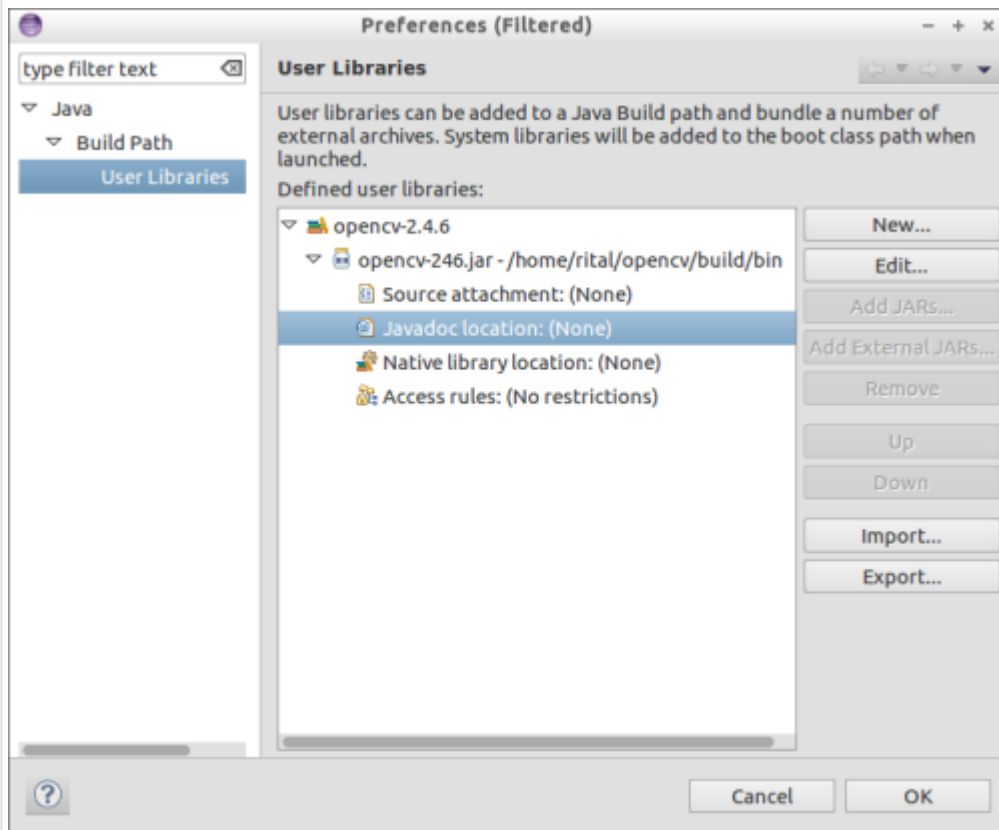 Preferences (Filtered)
type filter text
Java
Build Path
User Libraries
User Libraries
User libraries can be added to a Java Build path and bundle a number of
external archives. System libraries will be added to the boot class path when
launched.
Defined user libraries:
opencv-2.4.6
opencv-246.jar - /home/rital/opencv/build/bin
Source attachment: (None)
Javadoc location: (None)
Native library location: (None)
Access rules: (No restrictions)
New...
Edit...
Add JARs...
Add External JARs...
Remove
Up
Down
Import...
Export...
Cancel
OK